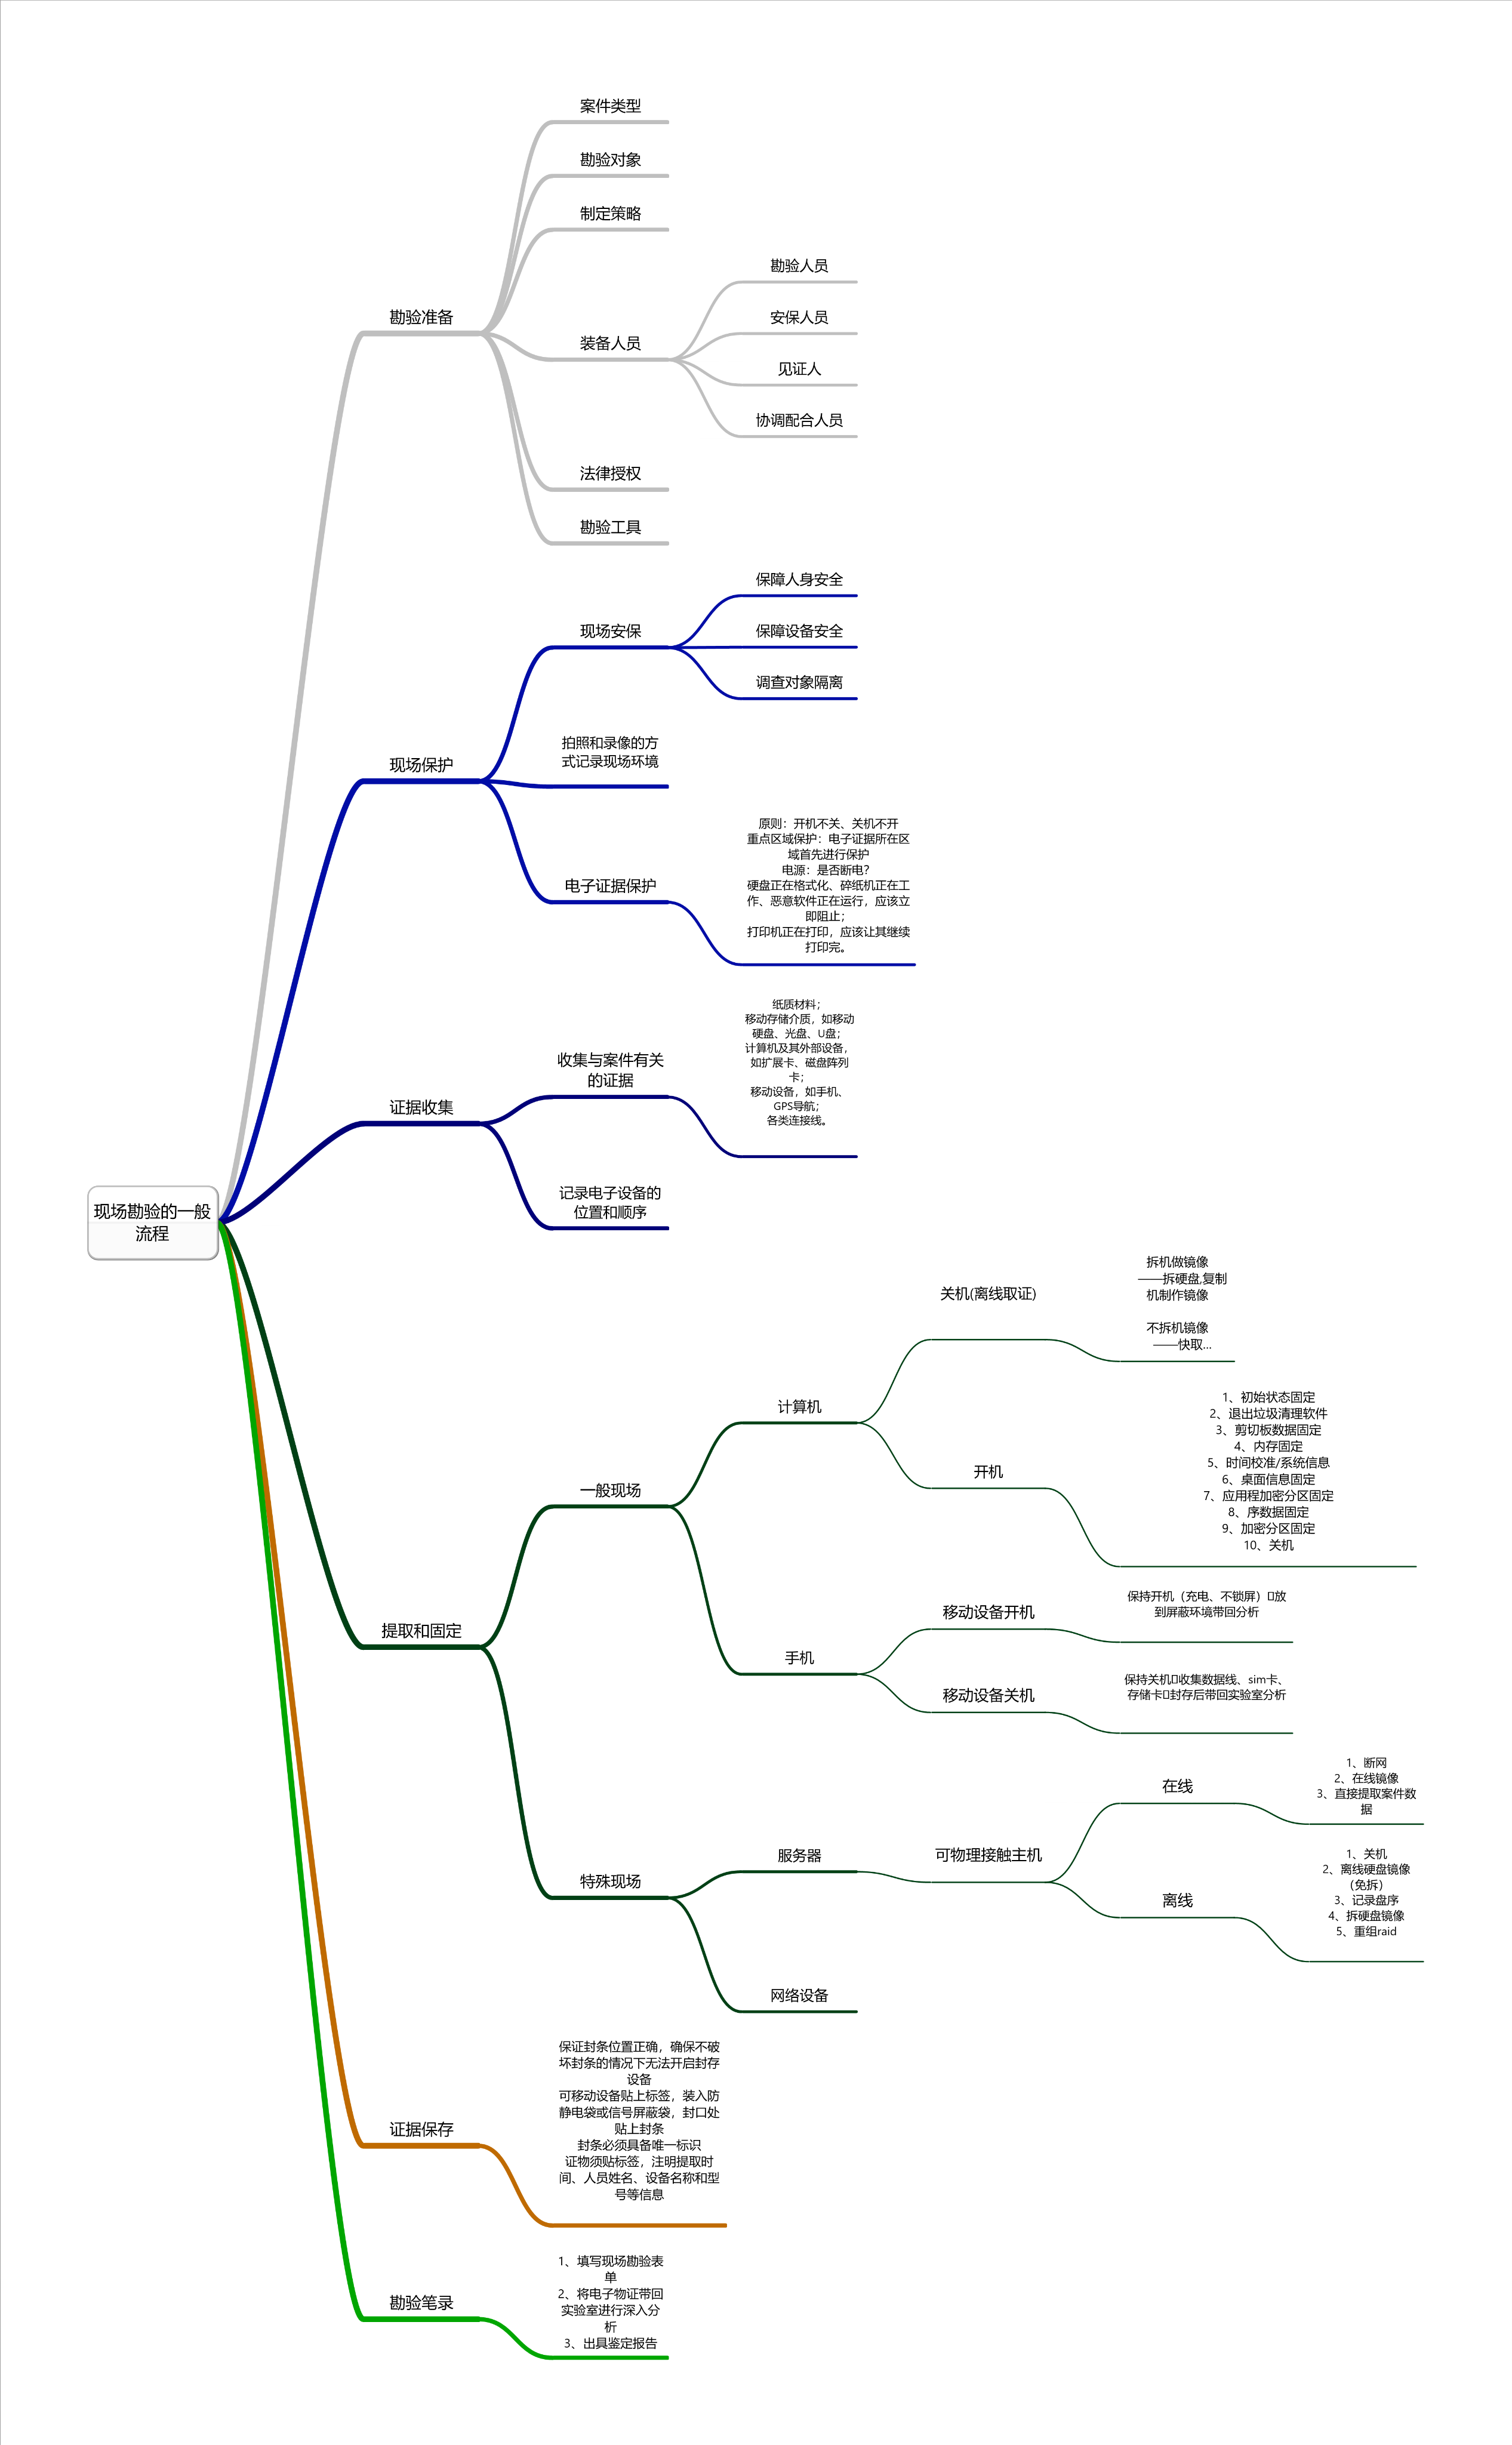 现场勘验的一般
流程
勘验准备
案件类型
勘验对象
制定策略
装备人员
勘验人员
安保人员
见证人
协调配合人员
法律授权
勘验工具
现场保护
现场安保
保障人身安全
保障设备安全
调查对象隔离
拍照和录像的方
式记录现场环境
电子证据保护
原则：开机不关、关机不开
重点区域保护：电子证据所在区
域首先进行保护
电源：是否断电？
硬盘正在格式化、碎纸机正在工
作、恶意软件正在运行，应该立
即阻止；
打印机正在打印，应该让其继续
打印完。
证据收集
收集与案件有关
的证据
纸质材料；
移动存储介质，如移动
硬盘、光盘、U盘；
计算机及其外部设备，
如扩展卡、磁盘阵列
卡；
移动设备，如手机、
GPS导航；
各类连接线。
记录电子设备的
位置和顺序
提取和固定
一般现场
计算机
关机(离线取证)
拆机做镜像
——拆硬盘,复制
机制作镜像
不拆机镜像
——快取...
开机
1、初始状态固定
2、退出垃圾清理软件
3、剪切板数据固定
4、内存固定
5、时间校准/系统信息
6、桌面信息固定
7、应用程加密分区固定
8、序数据固定
9、加密分区固定
10、关机
手机
移动设备开机
保持开机（充电、不锁屏）放
到屏蔽环境带回分析
移动设备关机
保持关机收集数据线、sim卡、
存储卡封存后带回实验室分析
特殊现场
服务器
可物理接触主机
在线
1、断网
2、在线镜像
3、直接提取案件数
据
离线
1、关机
2、离线硬盘镜像
（免拆）
3、记录盘序
4、拆硬盘镜像
5、重组raid
网络设备
证据保存
保证封条位置正确，确保不破
坏封条的情况下无法开启封存
设备
可移动设备贴上标签，装入防
静电袋或信号屏蔽袋，封口处
贴上封条
封条必须具备唯一标识
证物须贴标签，注明提取时
间、人员姓名、设备名称和型
号等信息
勘验笔录
1、填写现场勘验表
单
2、将电子物证带回
实验室进行深入分
析
3、出具鉴定报告